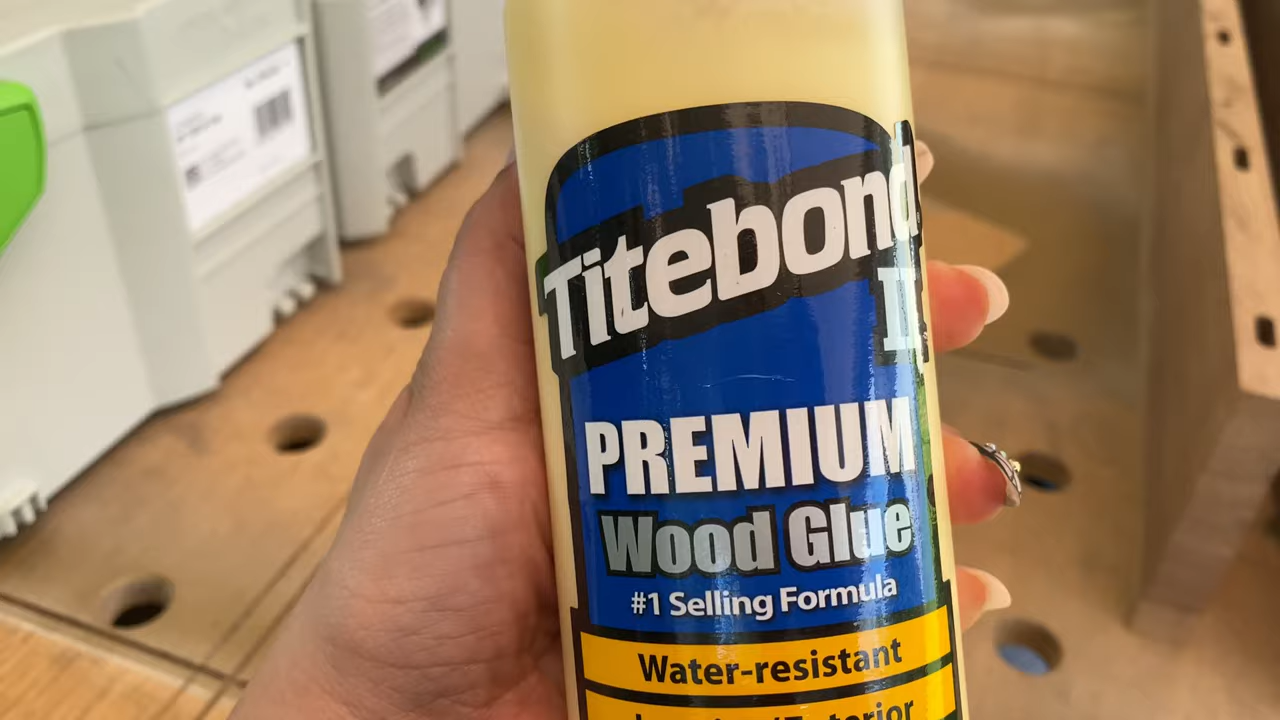 Titebond
II
PREMIUM
Wood Glue
#1 Selling Formula
Water-resistant